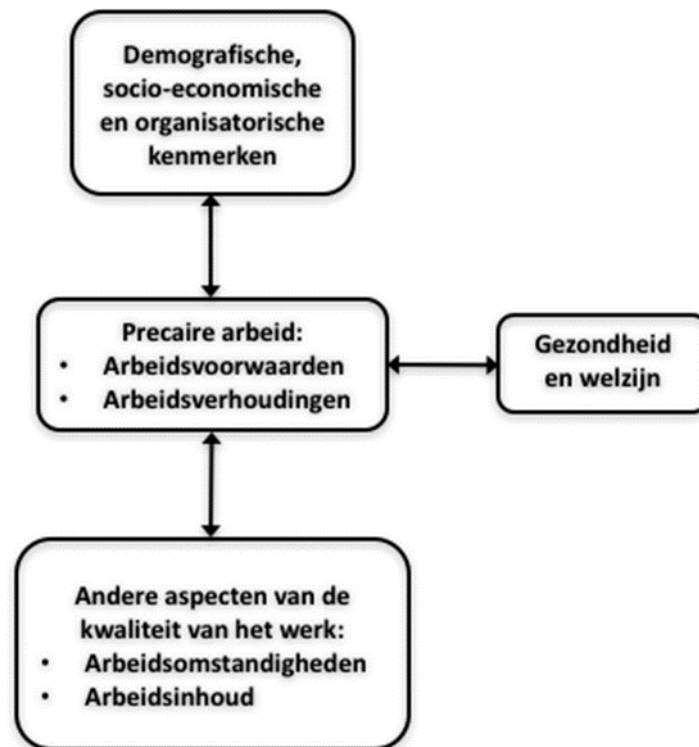 Demografische,
socio-economische
en organisatorische
kenmerken
Precaire arbeid:
• Arbeidsvoorwaarden
• Arbeidsverhoudingen
Gezondheid
en welzijn
Andere aspecten van de
kwaliteit van het werk:
• Arbeidsomstandigheden
• Arbeidsinhoud